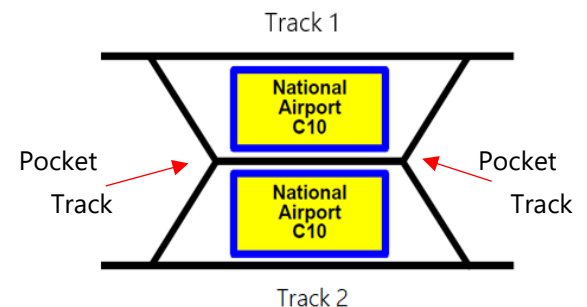 Track 1
National
Airport
C10
Pocket
Track
Pocket
Track
National
Airport
C10
Track 2